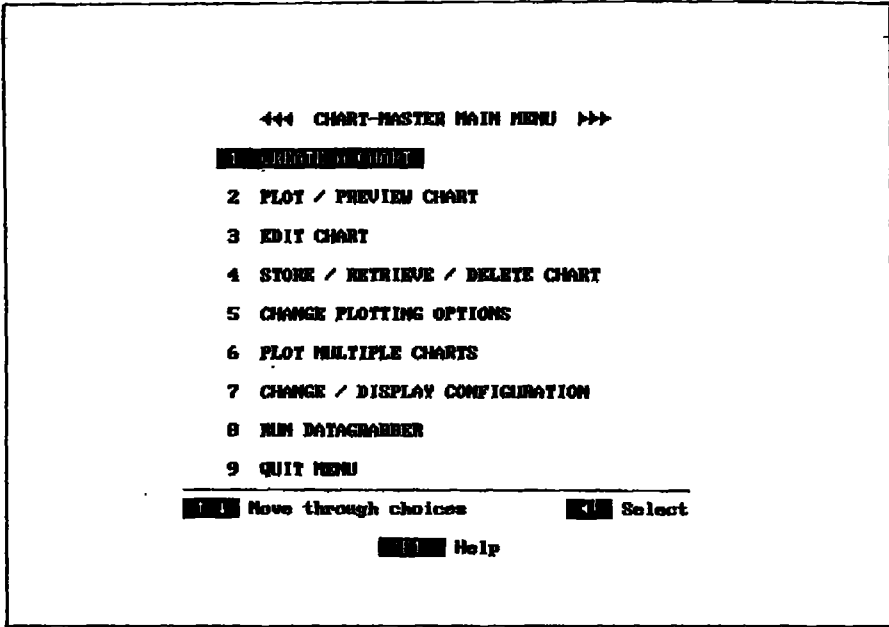 CHART-MASTER MAIN MENU
1 CREATE A CHART
2 PLOT / PREVIEW CHART
3 EDIT CHART
4 STORE / RETRIEVE / DELETE CHART
5 CHANGE PLOTTING OPTIONS
6 PLOT MULTIPLE CHARTS
7 CHANGE / DISPLAY CONFIGURATION
8 RUN DATAGRABBER
9 QUIT MENU
↑ ↓ Move through choices
Select
Help